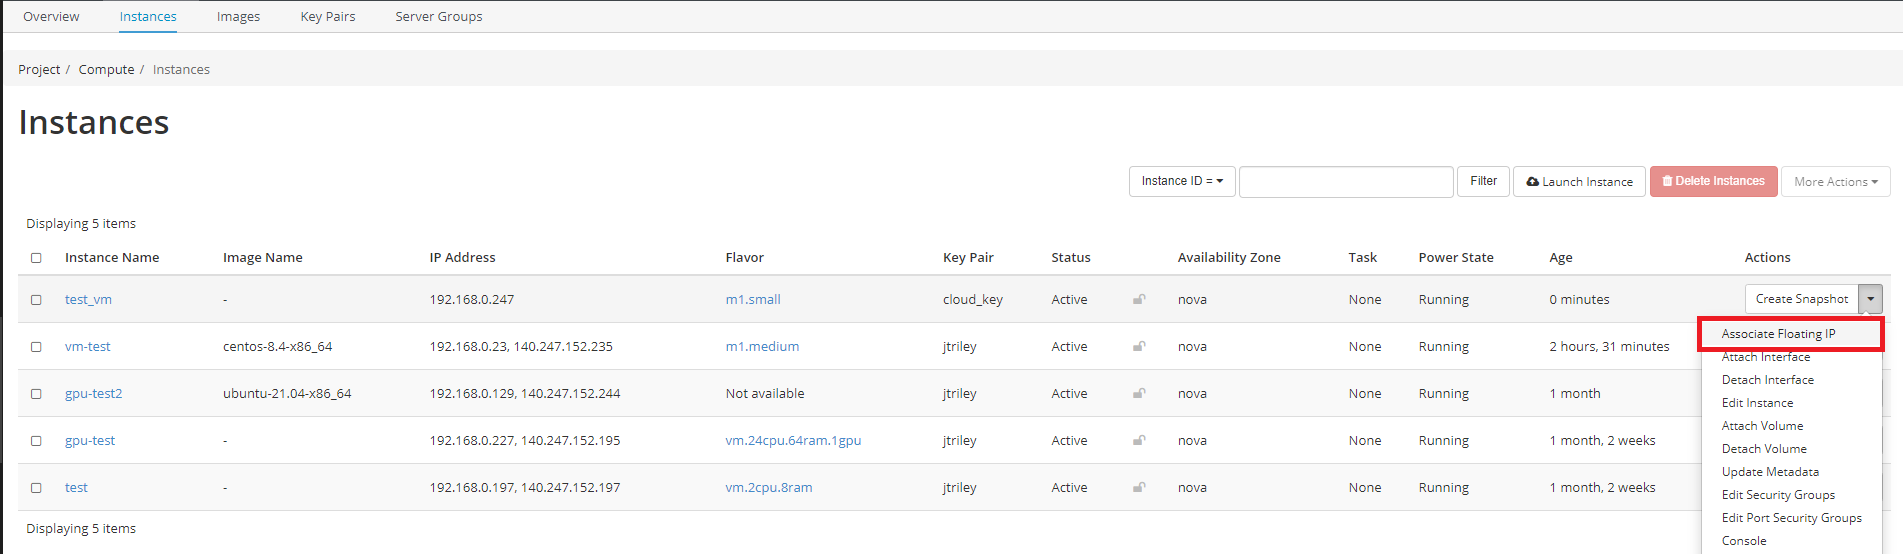 Overview Instances Images Key Pairs Server Groups
Project / Compute / Instances
Instances
Instance ID = Filter Launch Instance Delete Instances More Actions
Displaying 5 items
Instance Name Image Name IP Address Flavor Key Pair Status Availability Zone Task Power State Age Actions
test_vm - 192.168.0.247 m1.small cloud_key Active nova None Running 0 minutes Create Snapshot
Associate Floating IP
vm-test centos-8.4-x86_64 192.168.0.23, 140.247.152.235 m1.medium jtriley Active nova None Running 2 hours, 31 minutes
Attach Interface
Detach Interface
gpu-test2 ubuntu-21.04-x86_64 192.168.0.129, 140.247.152.244 Not available jtriley Active nova None Running 1 month
Edit Instance
Attach Volume
gpu-test - 192.168.0.227, 140.247.152.195 vm.24cpu.64ram.1gpu jtriley Active nova None Running 1 month, 2 weeks
Detach Volume
Update Metadata
test - 192.168.0.197, 140.247.152.197 vm.2cpu.8ram jtriley Active nova None Running 1 month, 2 weeks
Edit Security Groups
Edit Port Security Groups
Displaying 5 items
Console